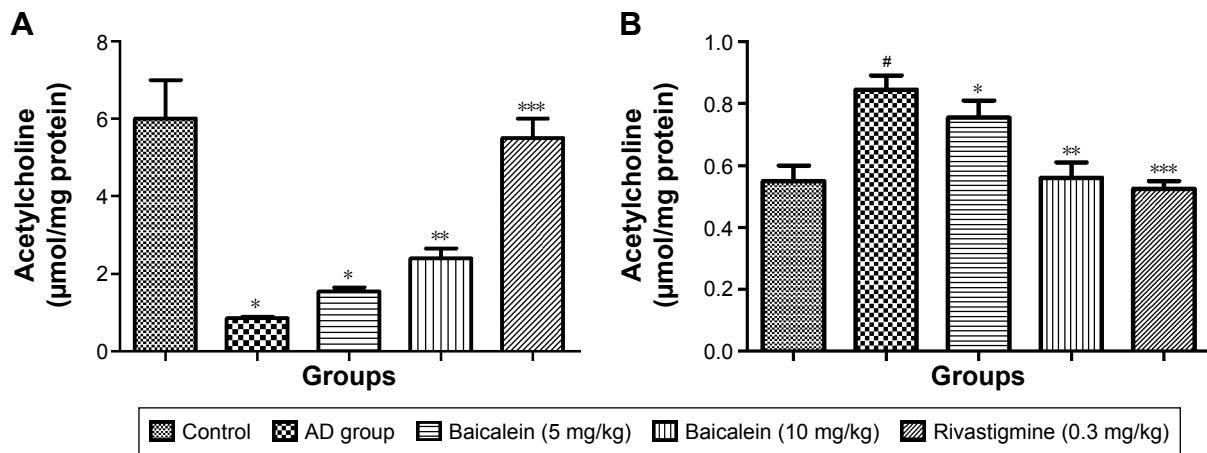 A
Acetylcholine
(µmol/mg protein)
8
6
4
2
0
*
*
**
***
Groups
B
Acetylcholine
(µmol/mg protein)
1.0
0.8
0.6
0.4
0.2
0.0
#
*
**
***
Groups
Control AD group Baicalein (5 mg/kg) Baicalein (10 mg/kg) Rivastigmine (0.3 mg/kg)